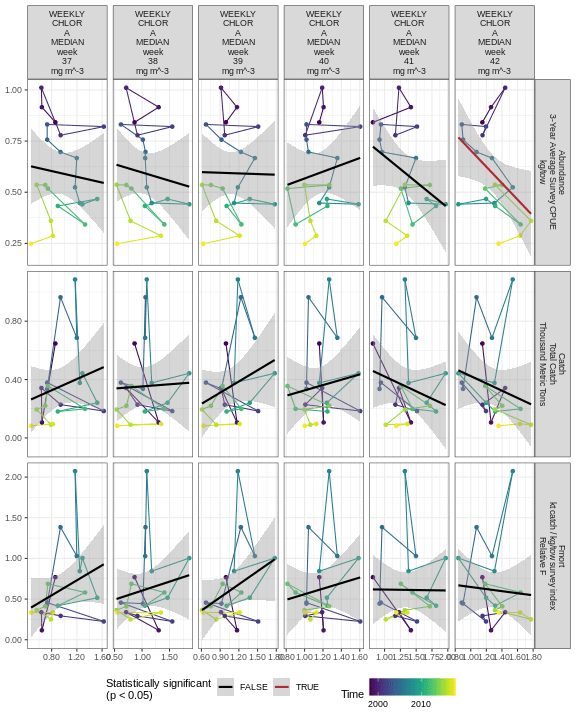 WEEKLY CHLOR A MEDIAN week 37 mg m^-3
WEEKLY CHLOR A MEDIAN week 38 mg m^-3
WEEKLY CHLOR A MEDIAN week 39 mg m^-3
WEEKLY CHLOR A MEDIAN week 40 mg m^-3
WEEKLY CHLOR A MEDIAN week 41 mg m^-3
WEEKLY CHLOR A MEDIAN week 42 mg m^-3
1.00
0.75
0.50
0.25
Abundance
3-Year Average Survey CPUE
kg/tow
0.80
0.40
0.00
Catch
Total Catch
Thousand Metric Tons
2.00
1.50
1.00
0.50
0.00
Fmort
kt catch / kg/tow survey index
Relative F
0.80 1.20 1.60
0.50 1.00 1.50
0.60 0.90 1.20 1.50 1.80
0.80 1.00 1.20 1.40 1.60
1.00 1.25 1.50 1.75 2.00
0.80 1.00 1.20 1.40 1.60 1.80
Statistically significant
(p < 0.05)
FALSE
TRUE
Time
2000 2010